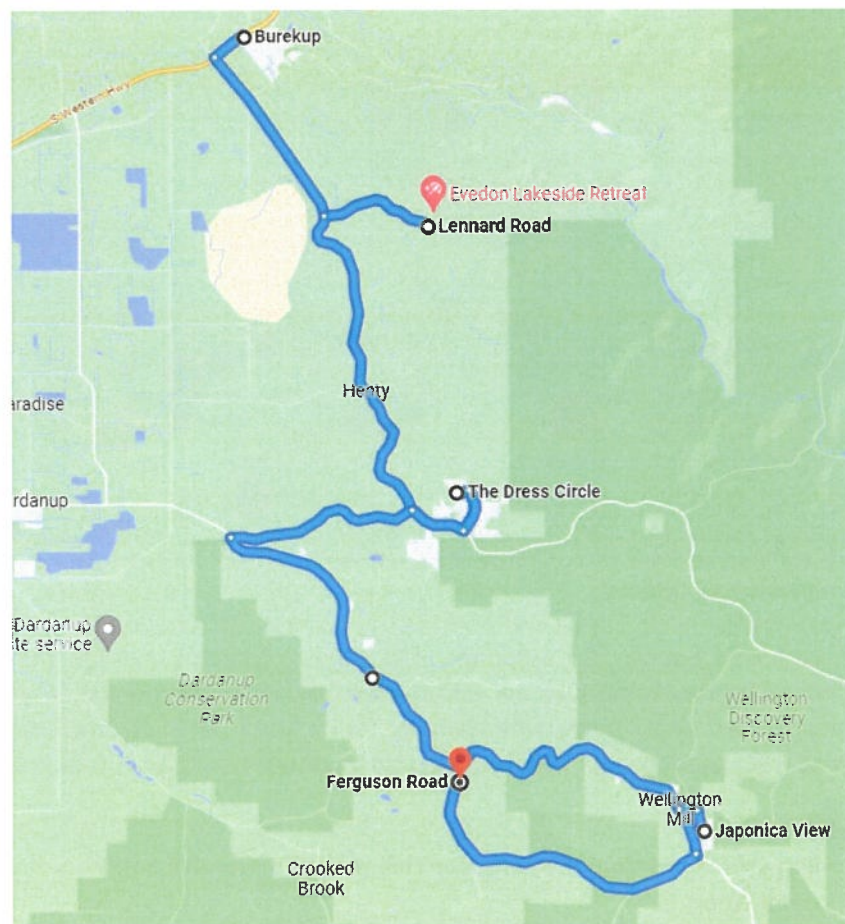 Burekup
S Western Hwy
Evedon Lakeside Retreat
Lennard Road
Henty
aradise
The Dress Circle
rdanup
Dardanup
te service
Dardanup
Conservation
Park
Wellington
Discovery
Forest
Ferguson Road
Wellington
Mill
Japonica View
Crooked
Brook